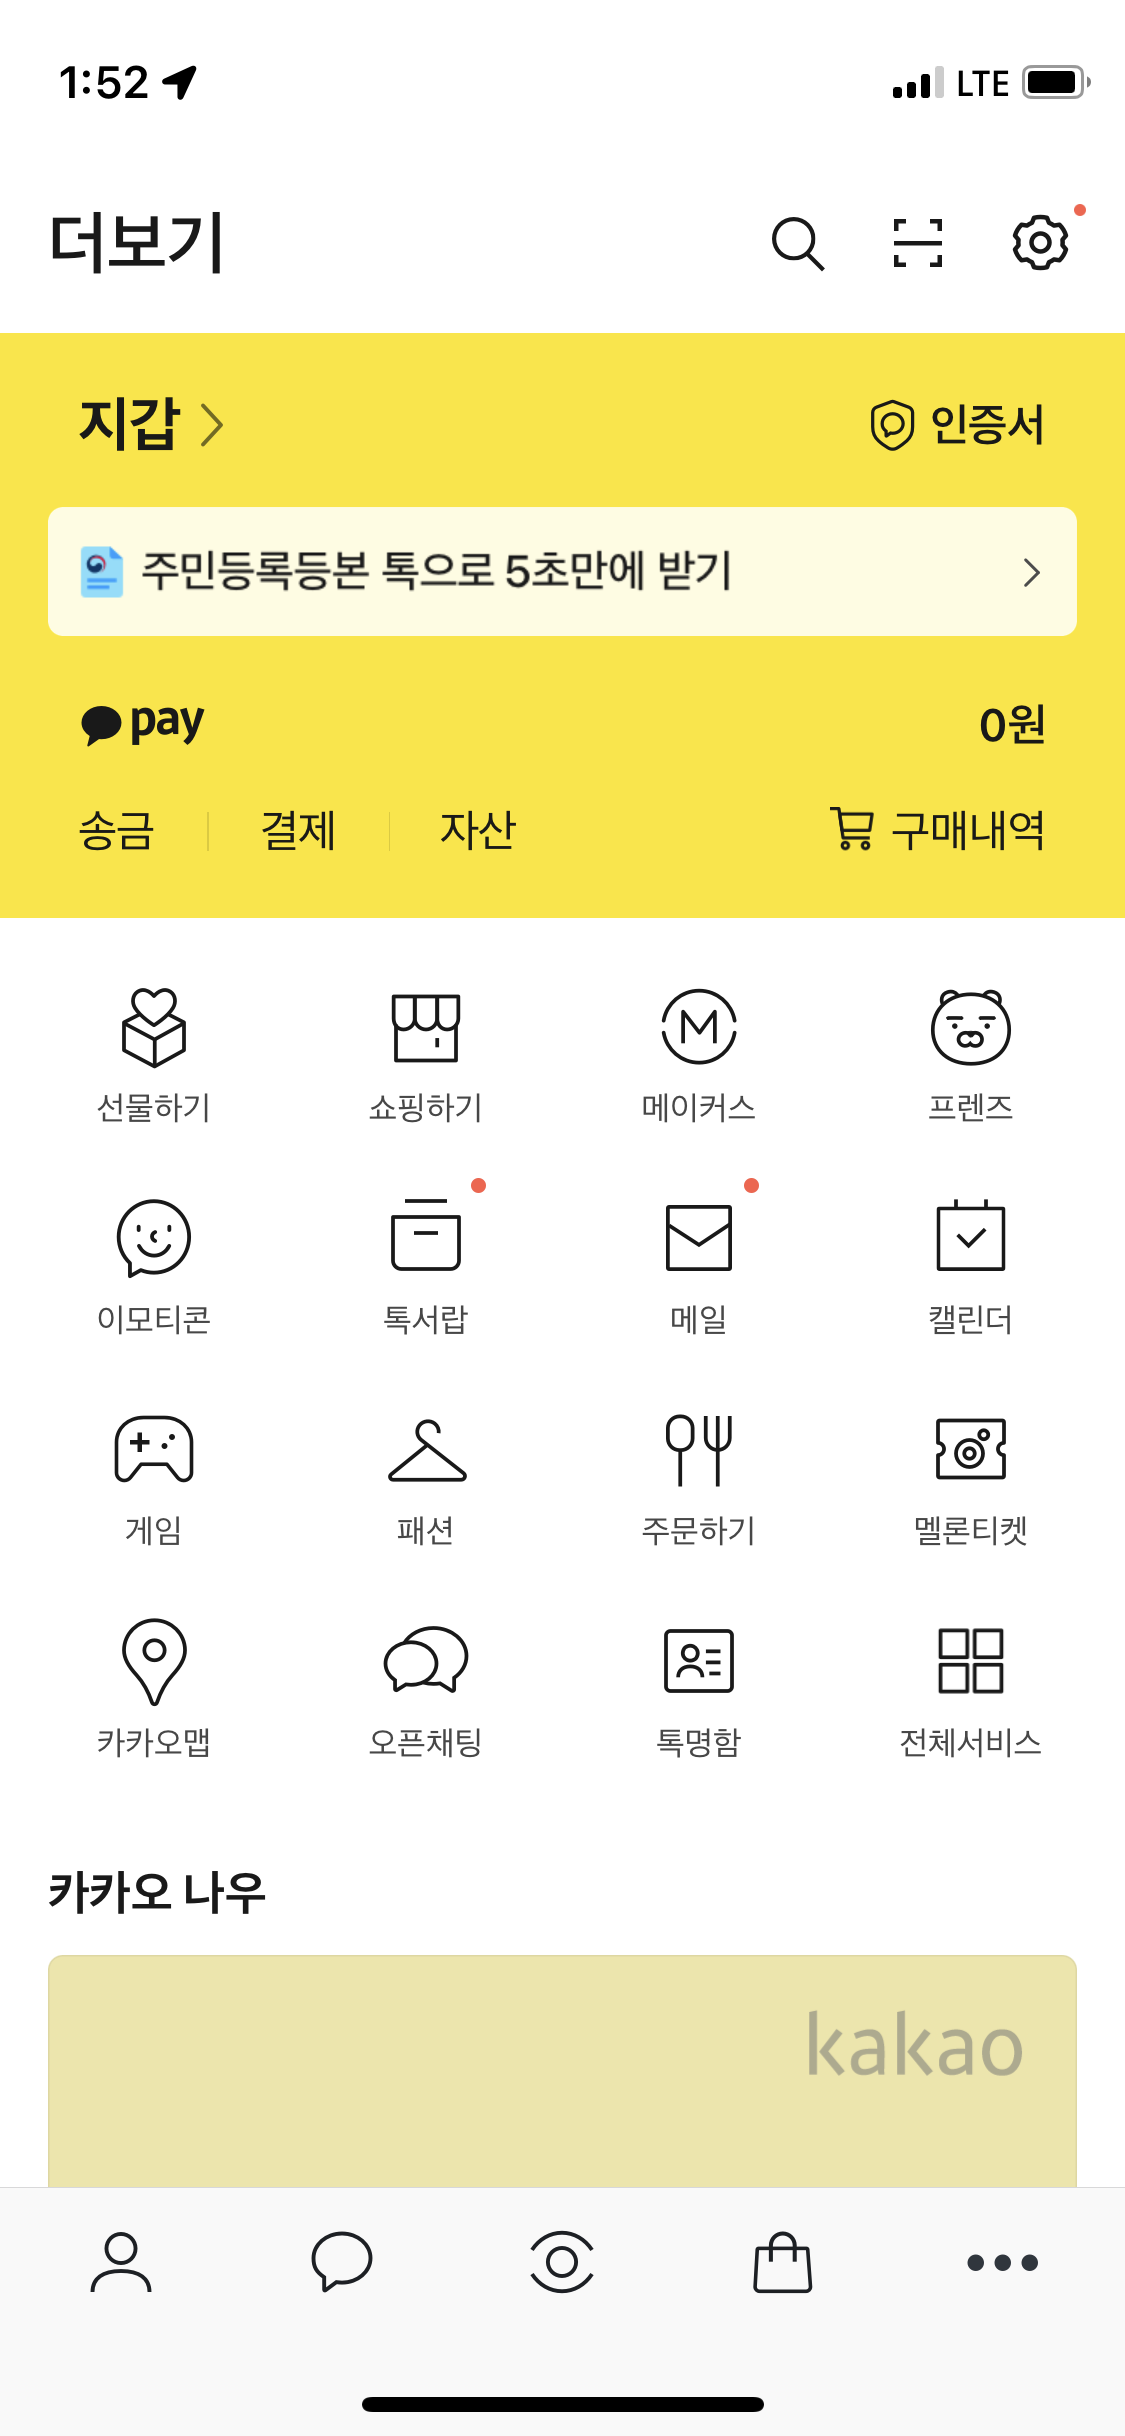 1:52
LTE
더보기
지갑
인증서
주민등록등본 톡으로 5초만에 받기
pay
0원
송금
결제
자산
구매내역
선물하기
쇼핑하기
메이커스
프렌즈
이모티콘
톡서랍
메일
캘린더
게임
패션
주문하기
멜론티켓
카카오맵
오픈채팅
톡명함
전체서비스
카카오 나우
kakao